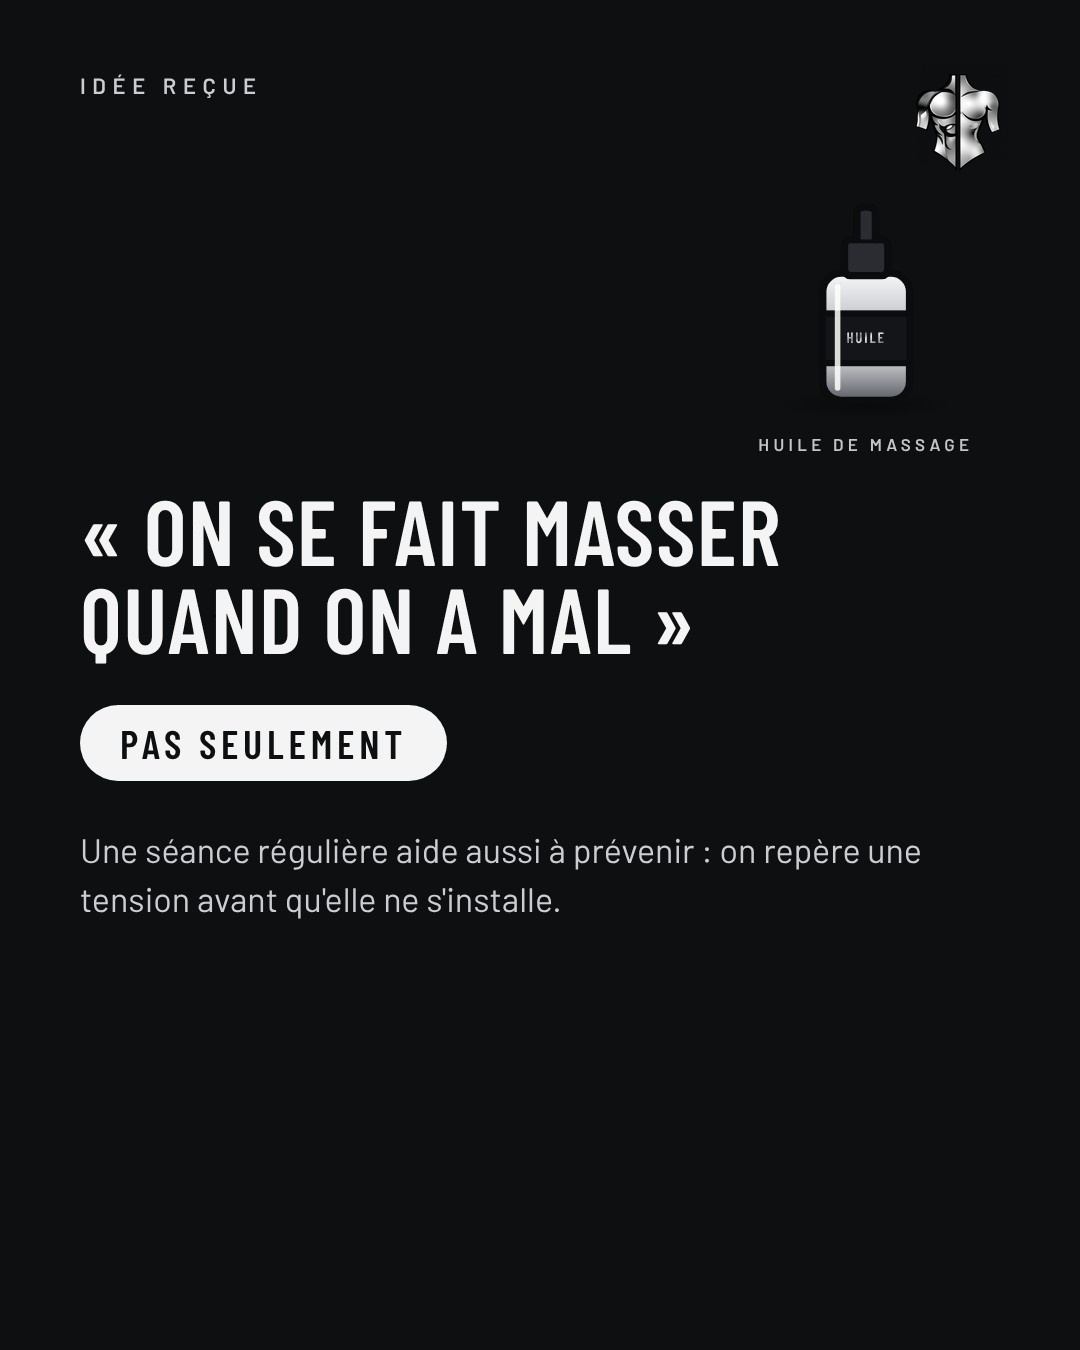 IDÉE REÇUE
HUILE
HUILE DE MASSAGE
« ON SE FAIT MASSER
QUAND ON A MAL »
PAS SEULEMENT
Une séance régulière aide aussi à prévenir : on repère une
tension avant qu'elle ne s'installe.